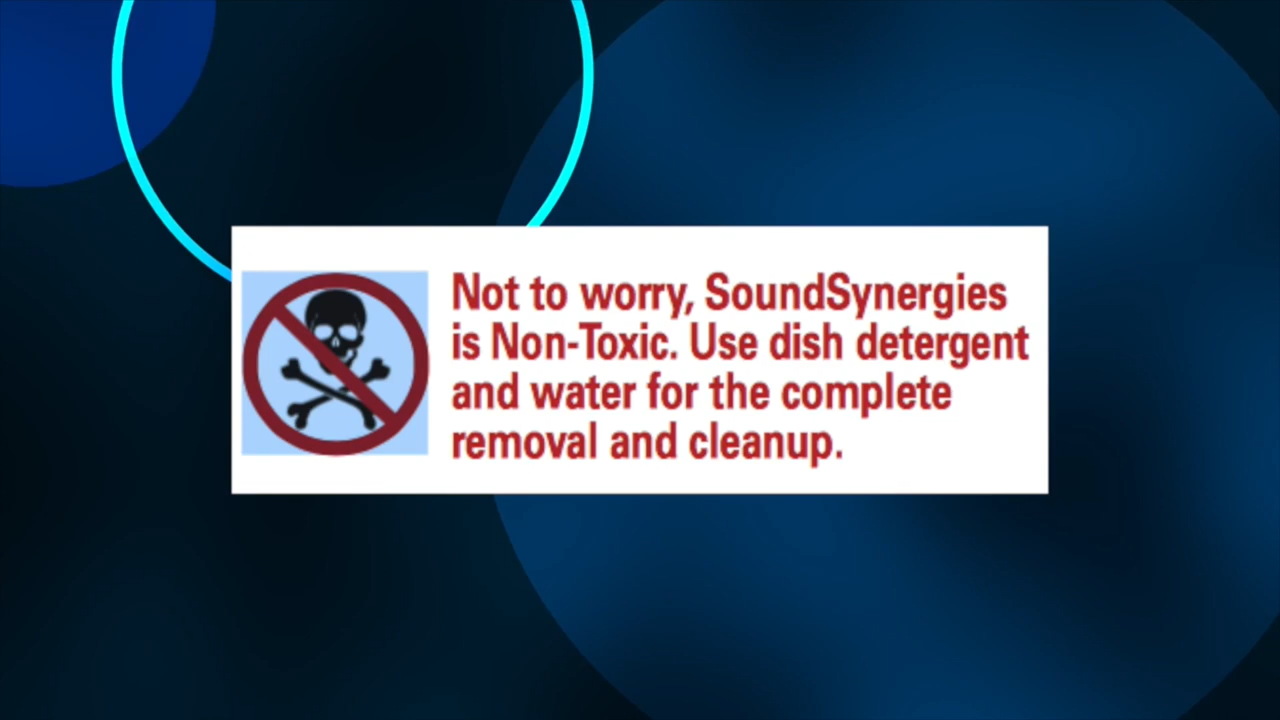 Not to worry, SoundSynergies
is Non-Toxic. Use dish detergent
and water for the complete
removal and cleanup.